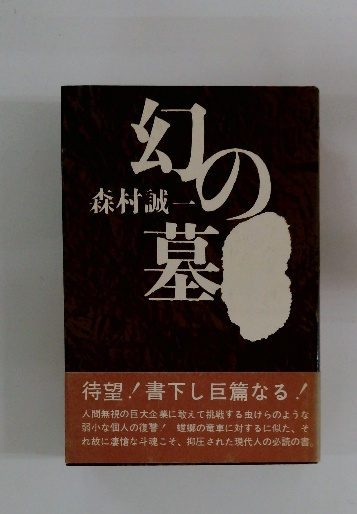 幻の墓
森村誠一
待望！書下し巨篇なる！
人間無視の巨大企業に敢えて挑戦する虫けらのような
弱小な個人の復讐！ 蟷螂の竜車に対するに似た、そ
れ故に凄愴な斗魂こそ、抑圧された現代人の必読の書。